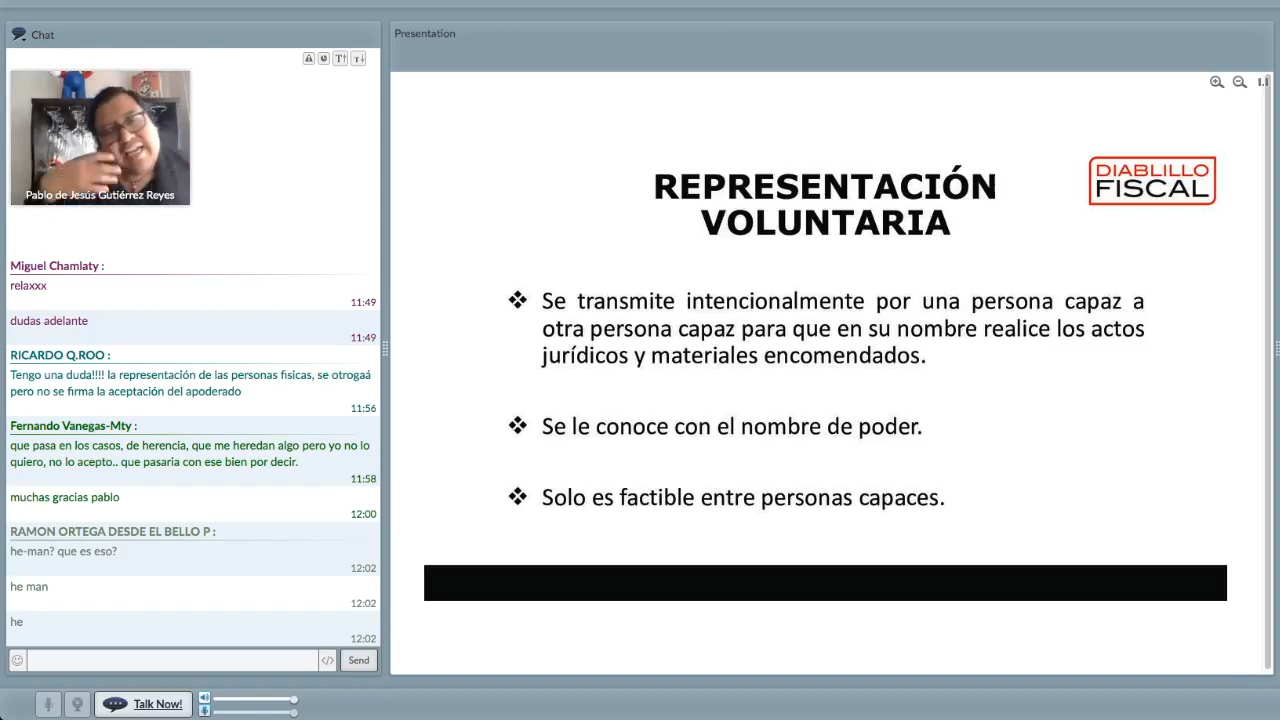 Chat
Pablo de Jesús Gutiérrez Reyes
Miguel Chamlaty :
relaxxx
11:49
dudas adelante
11:49
RICARDO Q.ROO :
Tengo una duda!!!! la representación de las personas fisicas, se otrogaá
pero no se firma la aceptación del apoderado
11:56
Fernando Vanegas-Mty :
que pasa en los casos, de herencia, que me heredan algo pero yo no lo
quiero, no lo acepto.. que pasaria con ese bien por decir.
11:58
muchas gracias pablo
12:00
RAMON ORTEGA DESDE EL BELLO P :
he-man? que es eso?
12:02
he man
12:02
he
12:02
Send
Talk Now!
Presentation
1:1
DIABLILLO
FISCAL
REPRESENTACIÓN
VOLUNTARIA
❖ Se transmite intencionalmente por una persona capaz a
otra persona capaz para que en su nombre realice los actos
jurídicos y materiales encomendados.
❖ Se le conoce con el nombre de poder.
❖ Solo es factible entre personas capaces.